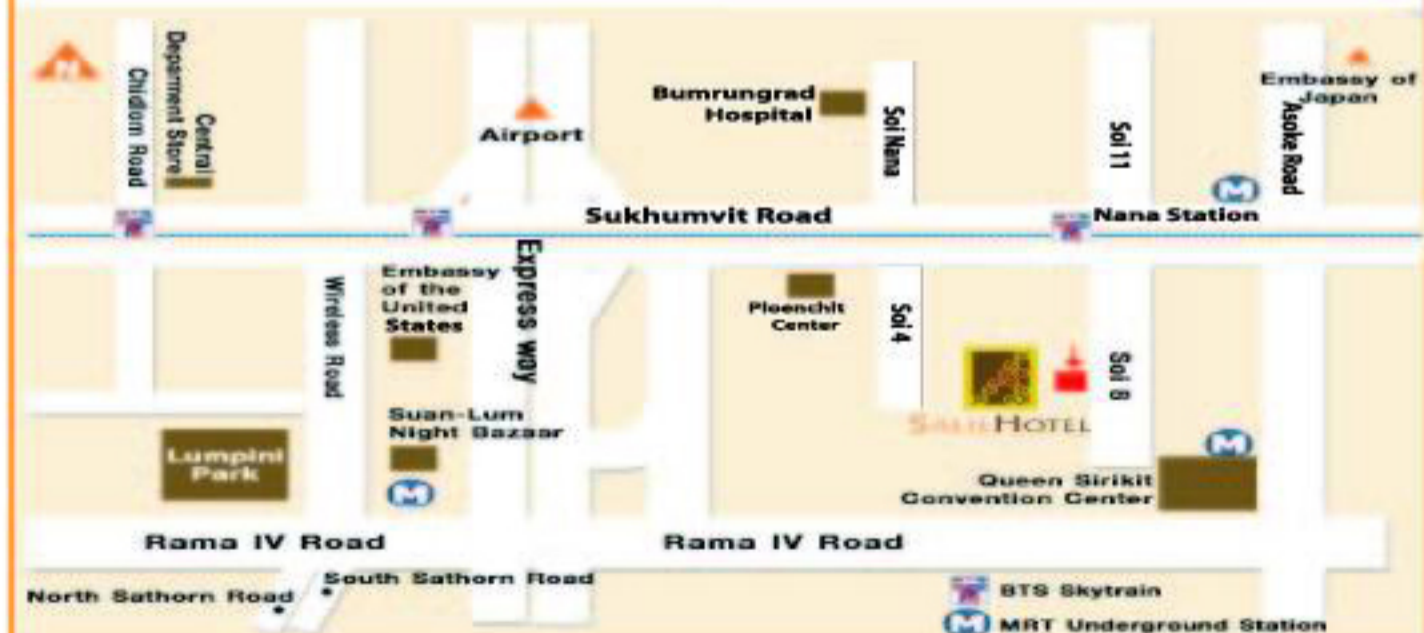 N
Chidlom Road
Central
Department Store
Airport
Bumrungrad
Hospital
Soi Nana
Soi 11
Asoke Road
Embassy of
Japan
M
Sukhumvit Road
Nana Station
Wireless Road
Embassy
of the
United
States
Express way
Ploenchit
Center
Soi 4
Soi 8
SALIL HOTEL
Suan-Lum
Night Bazaar
M
Lumpini
Park
M
Queen Sirikit
Convention Center
Rama IV Road
Rama IV Road
North Sathorn Road
South Sathorn Road
BTS Skytrain
M MRT Underground Station